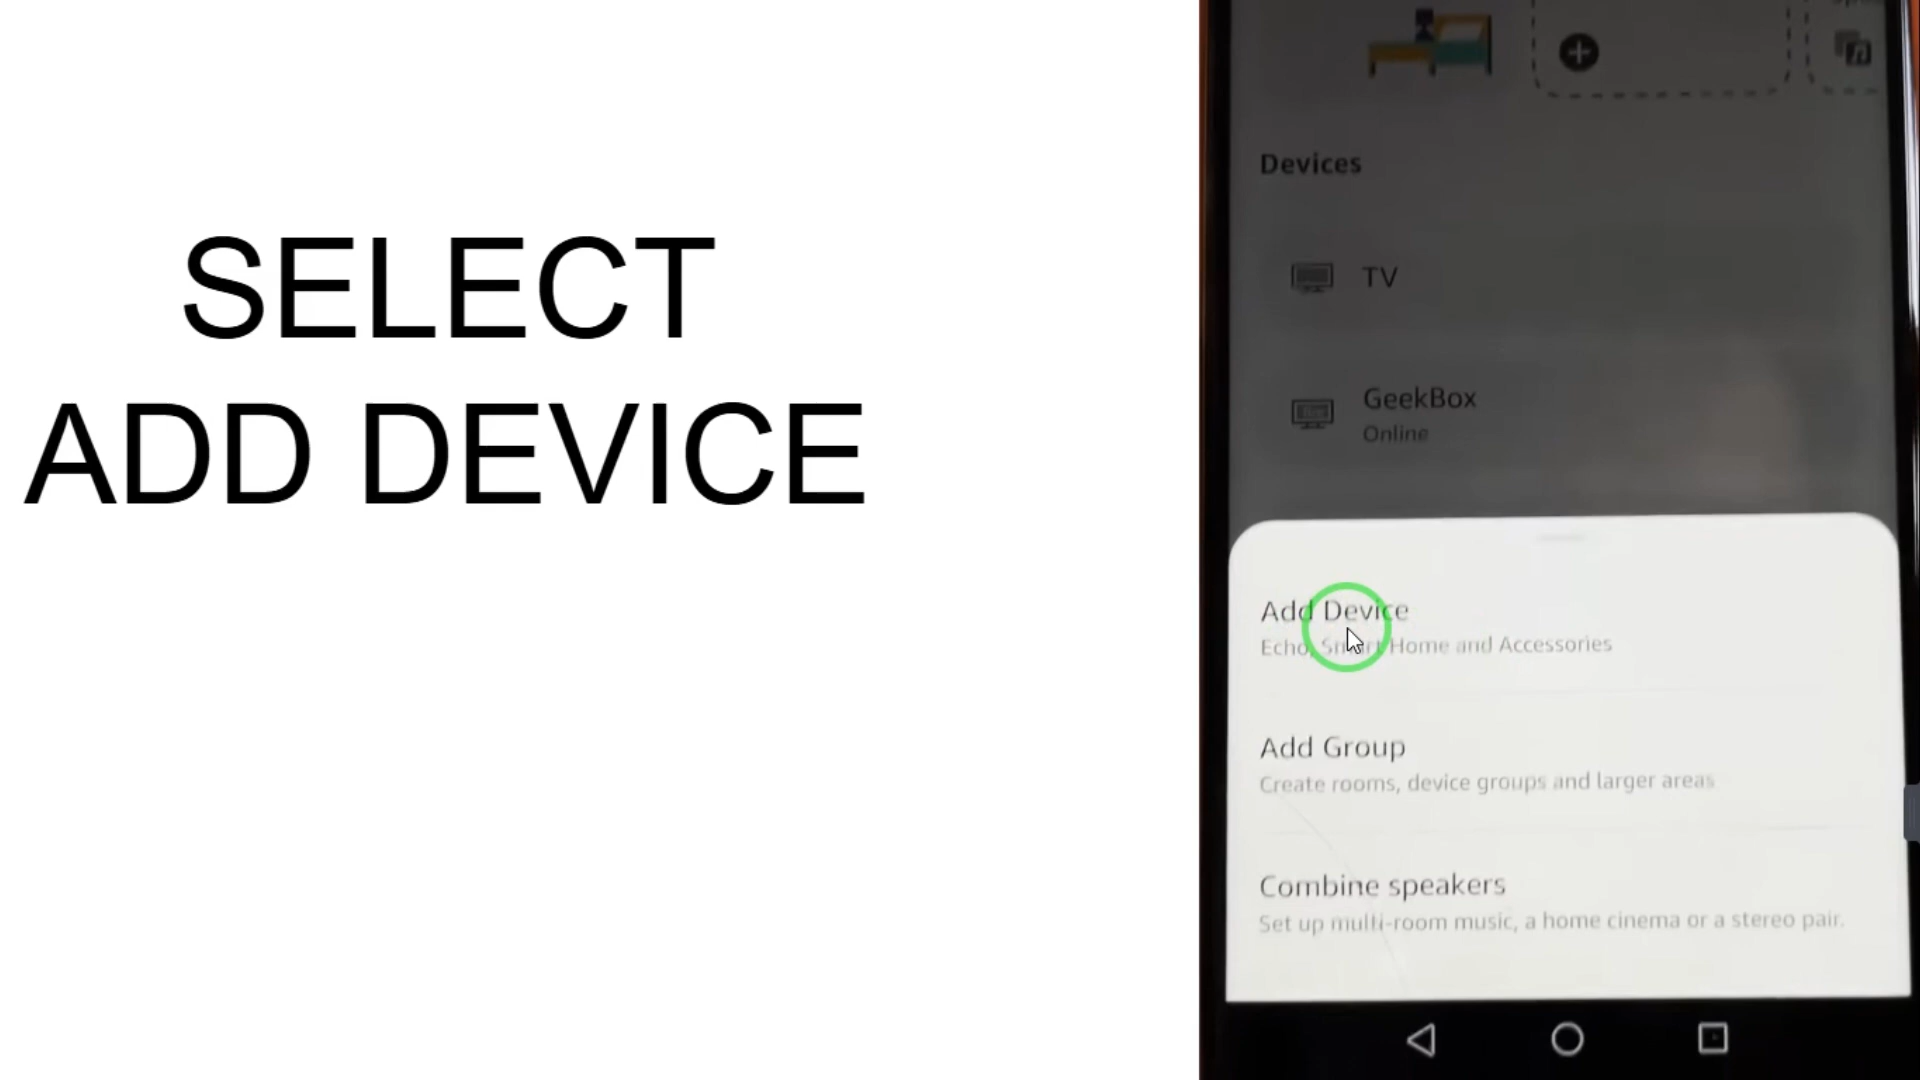 SELECT
ADD DEVICE
Devices
TV
GeekBox
Online
Add Device
Echo, Smart Home and Accessories
Add Group
Create rooms, device groups and larger areas
Combine speakers
Set up multi-room music, a home cinema or a stereo pair.